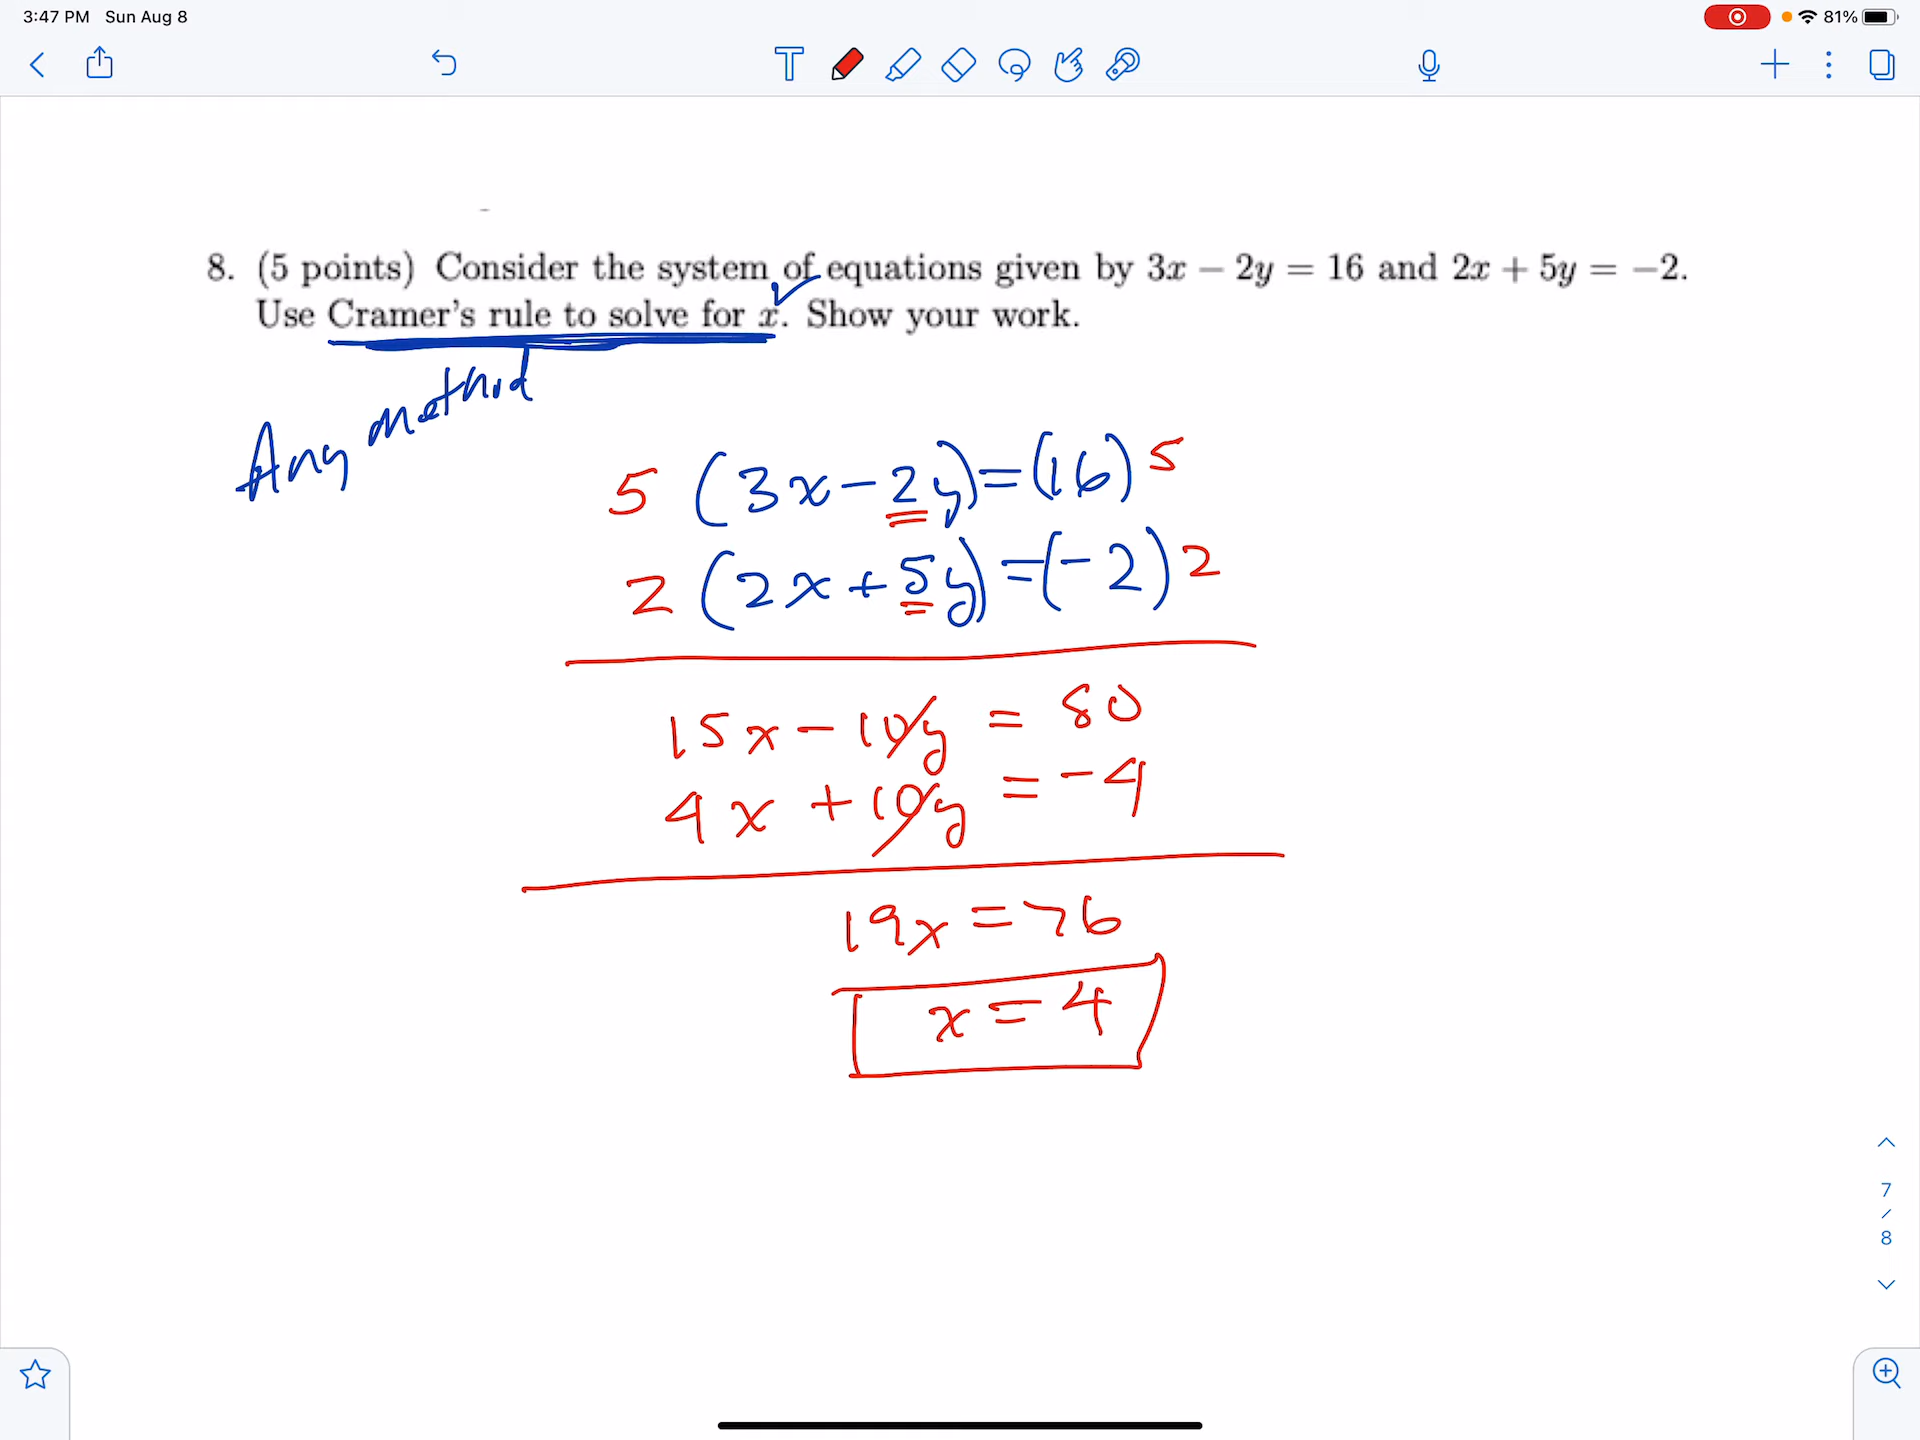 3:47 PM Sun Aug 8
81%
8. (5 points) Consider the system of equations given by 3x − 2y = 16 and 2x + 5y = −2.
Use Cramer's rule to solve for x. Show your work.
Any method
5 (3x − 2y) = (16) 5
2 (2x + 5y) = (−2) 2
15x − 10y = 80
4x + 10y = −4
19x = 76
x = 4
7
/
8